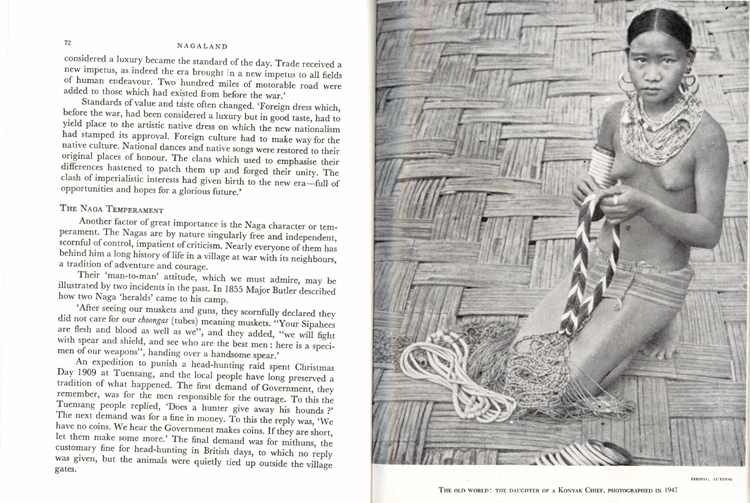 72
NAGALAND
considered a luxury became the standard of the day. Trade received a
new impetus, as indeed the era brought in a new impetus to all fields
of human endeavour. Two hundred miles of motorable road were
added to those which had existed from before the war.'
Standards of value and taste often changed. 'Foreign dress which,
before the war, had been considered a luxury but in good taste, had to
yield place to the artistic native dress on which the new nationalism
had stamped its approval. Foreign culture had to make way for the
native culture. National dances and native songs were restored to their
original places of honour. The clans which used to emphasise their
differences hastened to patch them up and forged their unity. The
clash of imperialistic interests had given birth to the new era—full of
opportunities and hopes for a glorious future.'
THE NAGA TEMPERAMENT
Another factor of great importance is the Naga character or tem-
perament. The Nagas are by nature singularly free and independent,
scornful of control, impatient of criticism. Nearly everyone of them has
behind him a long history of life in a village at war with its neighbours,
a tradition of adventure and courage.
Their 'man-to-man' attitude, which we must admire, may be
illustrated by two incidents in the past. In 1855 Major Butler described
how two Naga 'heralds' came to his camp.
'After seeing our muskets and guns, they scornfully declared they
did not care for our choongas (tubes) meaning muskets. "Your Sipahees
are flesh and blood as well as we", and they added, "we will fight
with spear and shield, and see who are the best men: here is a speci-
men of our weapons", handing over a handsome spear.'
An expedition to punish a head-hunting raid spent Christmas
Day 1909 at Tuensang, and the local people have long preserved a
tradition of what happened. The first demand of Government, they
remember, was for the men responsible for the outrage. To this the
Tuensang people replied, 'Does a hunter give away his hounds?'
The next demand was for a fine in money. To this the reply was, 'We
have no coins. We hear the Government makes coins. If they are short,
let them make some more.' The final demand was for mithuns, the
customary fine for head-hunting in British days, to which no reply
was given, but the animals were quietly tied up outside the village
gates.
PHOTO: AUTHOR
THE OLD WORLD: THE DAUGHTER OF A KONYAK CHIEF, PHOTOGRAPHED IN 1947